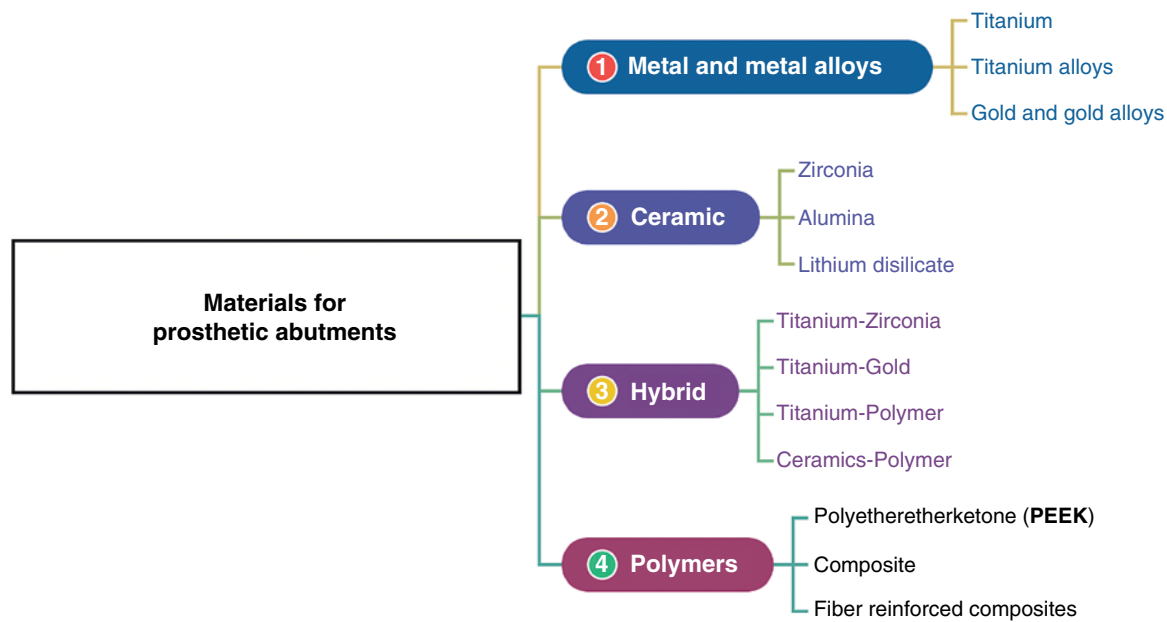 Materials for
prosthetic abutments
1 Metal and metal alloys
Titanium
Titanium alloys
Gold and gold alloys
2 Ceramic
Zirconia
Alumina
Lithium disilicate
3 Hybrid
Titanium-Zirconia
Titanium-Gold
Titanium-Polymer
Ceramics-Polymer
4 Polymers
Polyetheretherketone (PEEK)
Composite
Fiber reinforced composites